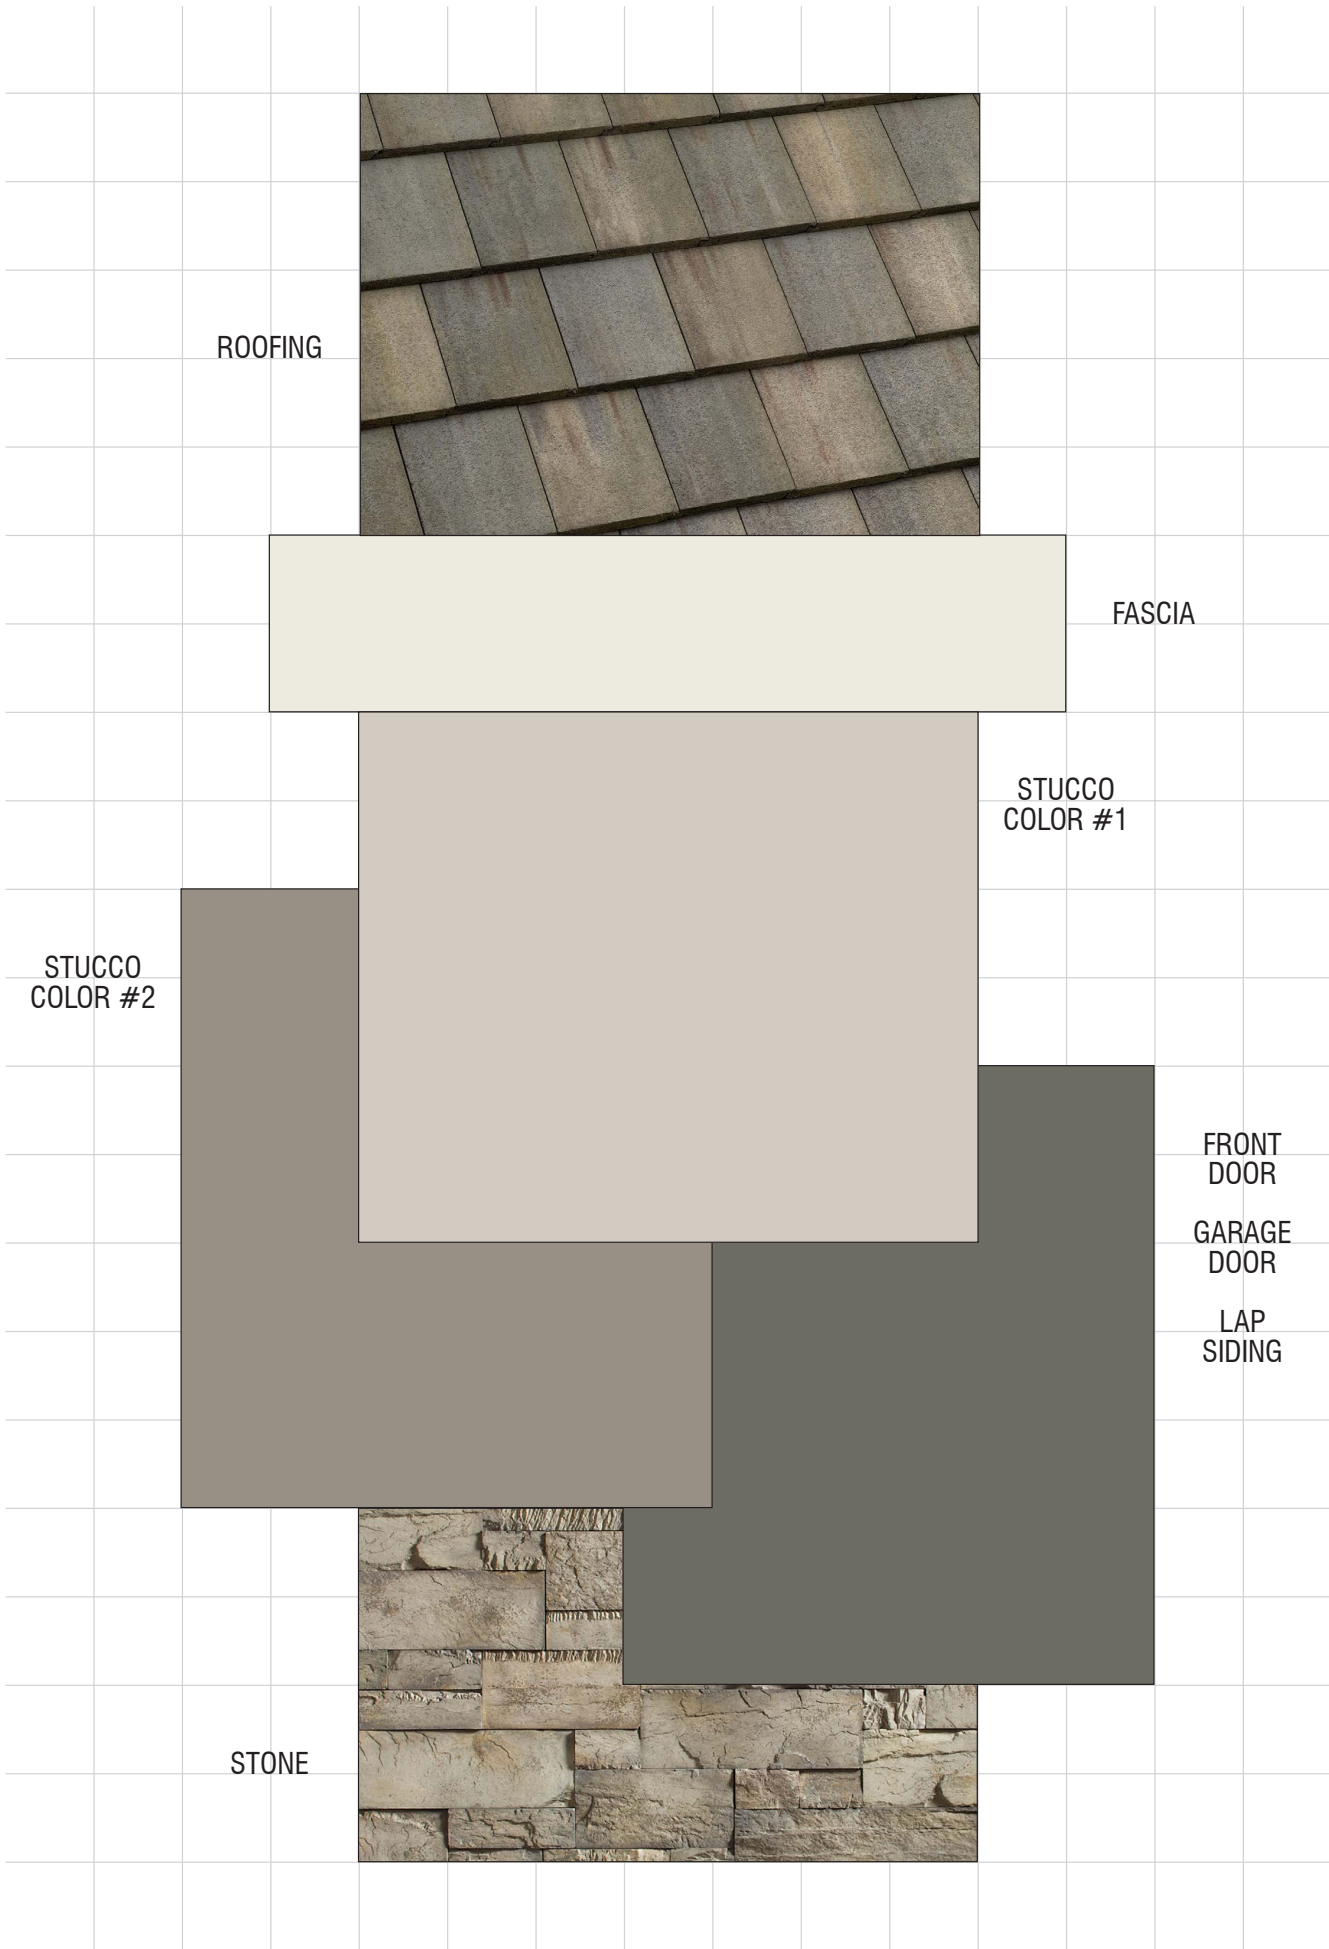 ROOFING
FASCIA
STUCCO
COLOR #1
STUCCO
COLOR #2
FRONT
DOOR
GARAGE
DOOR
LAP
SIDING
STONE